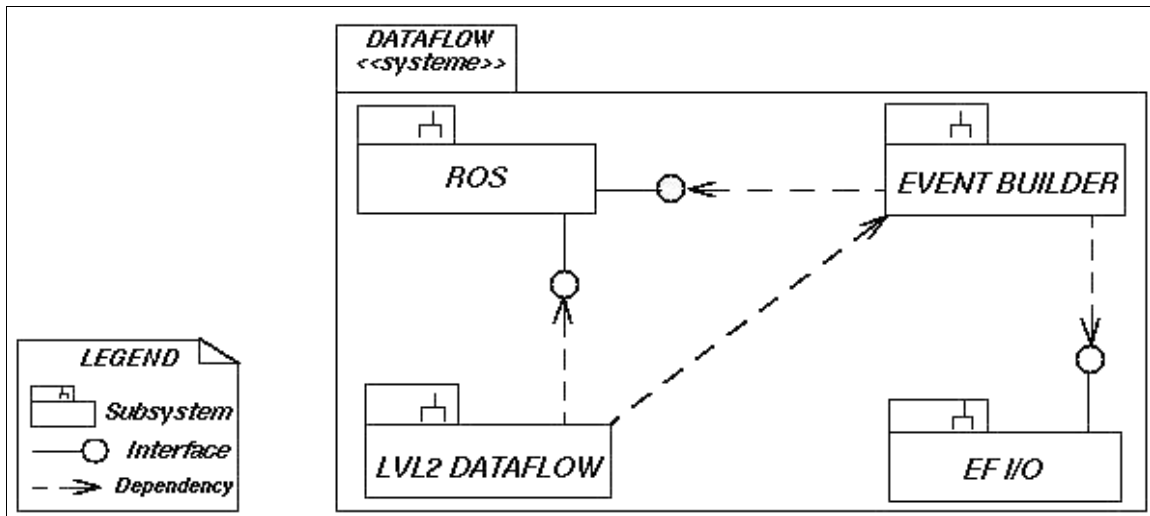 DATAFLOW
<<systeme>>
ROS
EVENT BUILDER
LVL2 DATAFLOW
EF I/O
LEGEND
Subsystem
Interface
Dependency